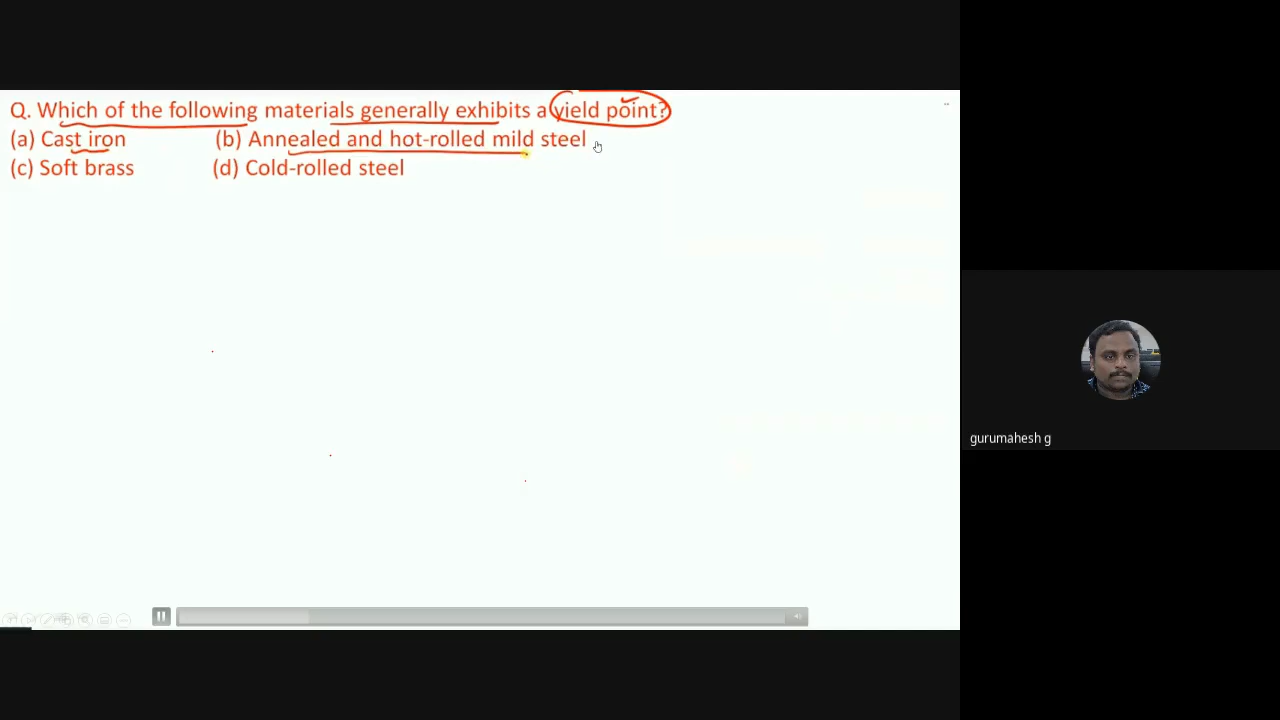 Q. Which of the following materials generally exhibits a yield point?
(a) Cast iron (b) Annealed and hot-rolled mild steel
(c) Soft brass (d) Cold-rolled steel
gurumahesh g